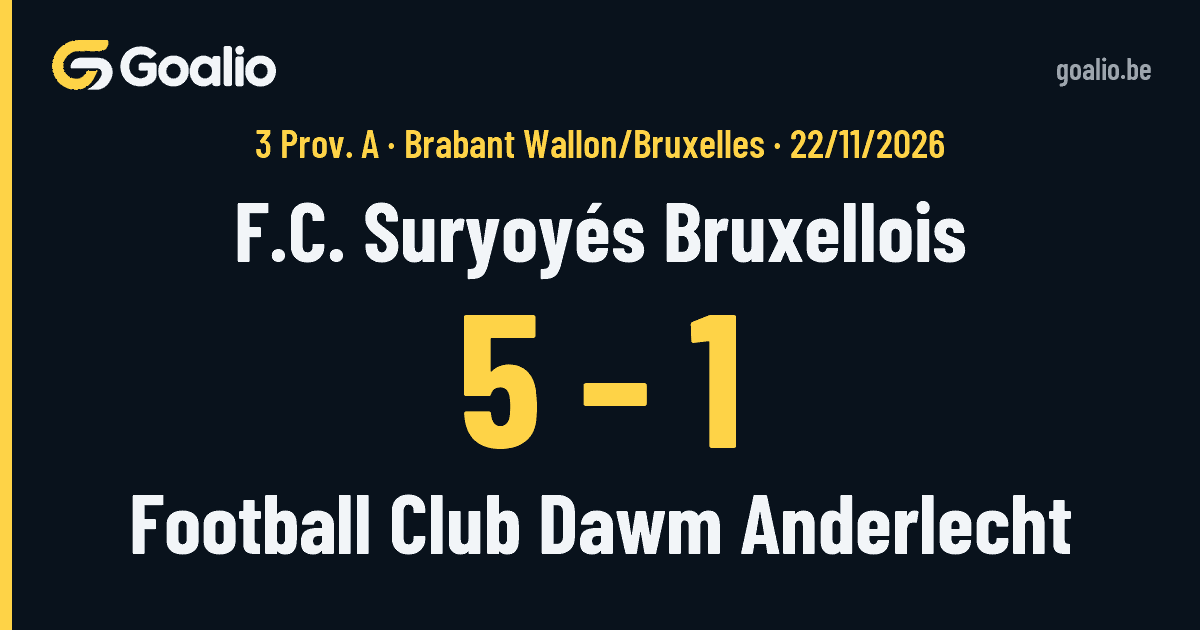 Goalio
goalio.be
3 Prov. A · Brabant Wallon/Bruxelles · 22/11/2026
F.C. Suryoyés Bruxellois
5 – 1
Football Club Dawm Anderlecht